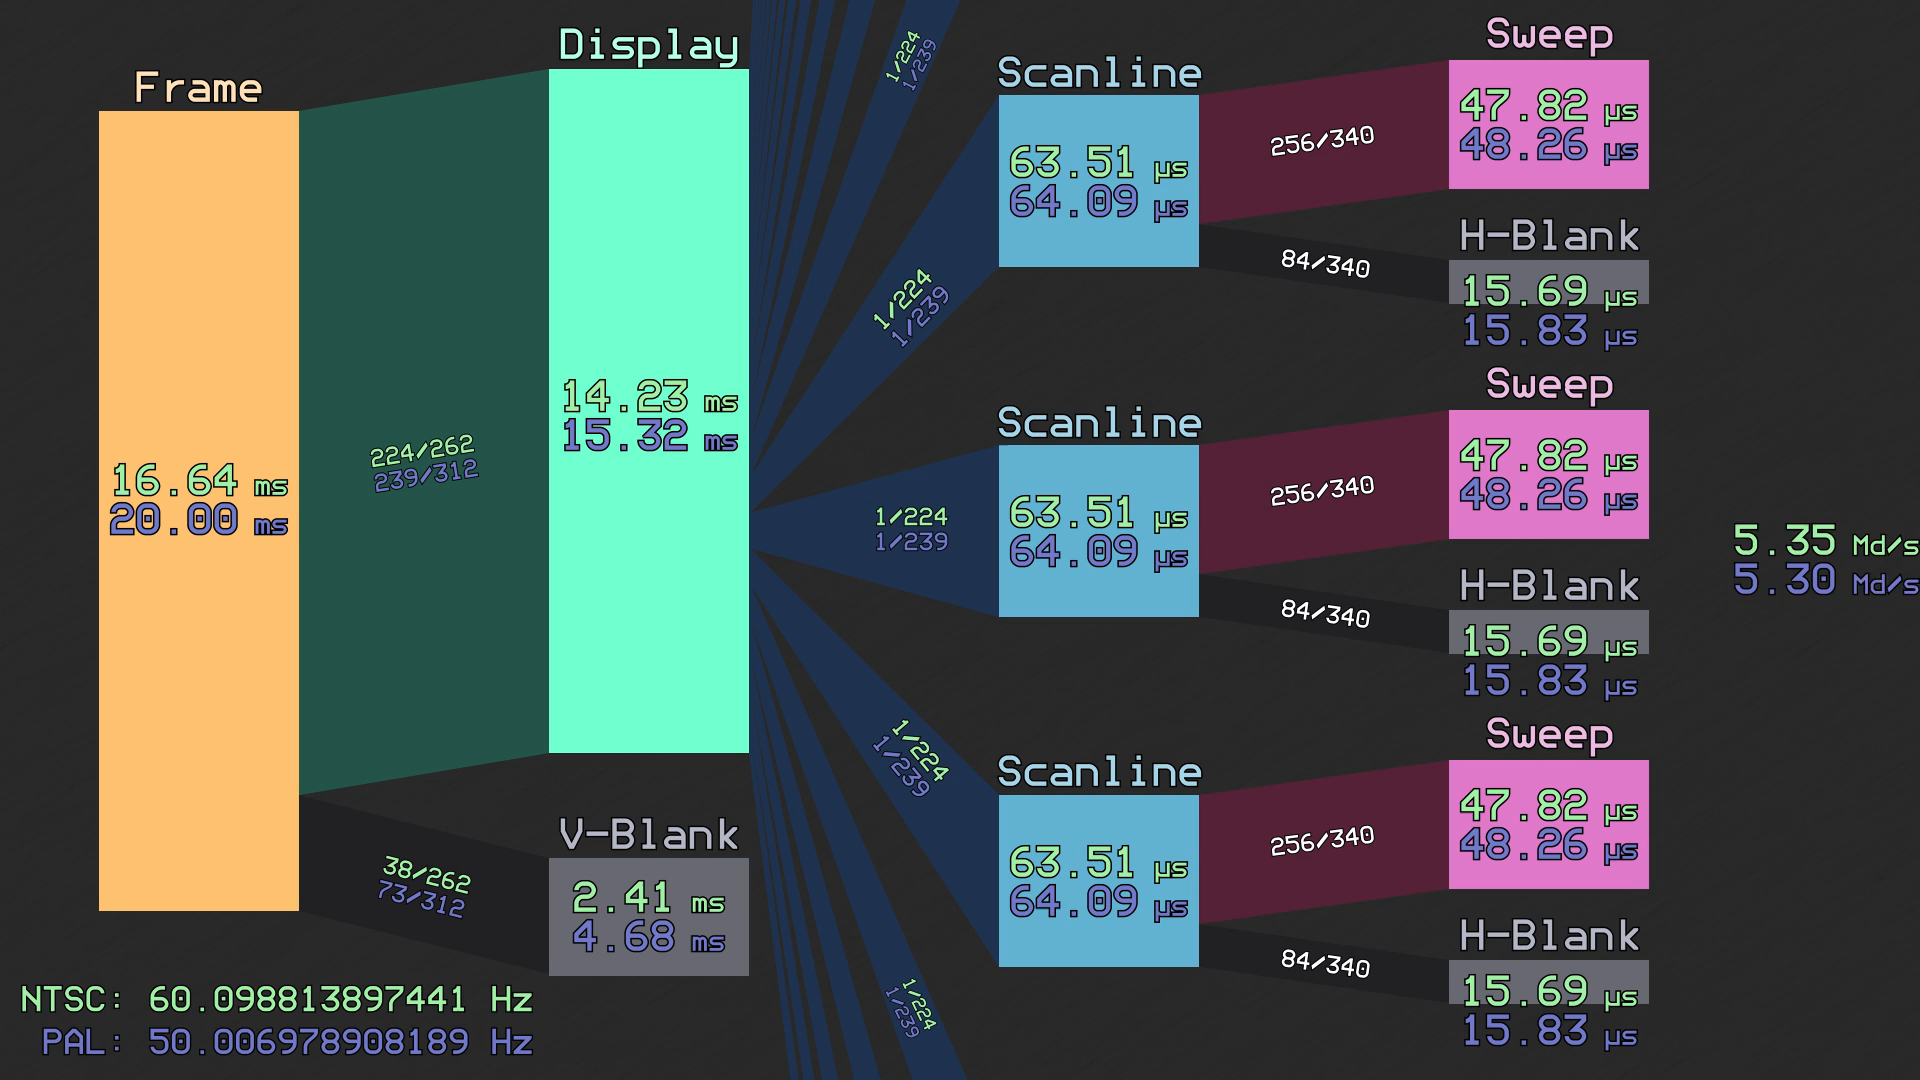 Frame
16.64 ms
20.00 ms
224/262
239/312
38/262
73/312
Display
14.23 ms
15.32 ms
V-Blank
2.41 ms
4.68 ms
NTSC: 60.098813897441 Hz
PAL: 50.006978908189 Hz
1/224
1/239
1/224
1/239
1/224
1/239
1/224
1/239
1/224
1/239
Scanline
63.51 µs
64.09 µs
256/340
84/340
Sweep
47.82 µs
48.26 µs
H-Blank
15.69 µs
15.83 µs
Scanline
63.51 µs
64.09 µs
256/340
84/340
Sweep
47.82 µs
48.26 µs
H-Blank
15.69 µs
15.83 µs
Scanline
63.51 µs
64.09 µs
256/340
84/340
Sweep
47.82 µs
48.26 µs
H-Blank
15.69 µs
15.83 µs
5.35 Md/s
5.30 Md/s